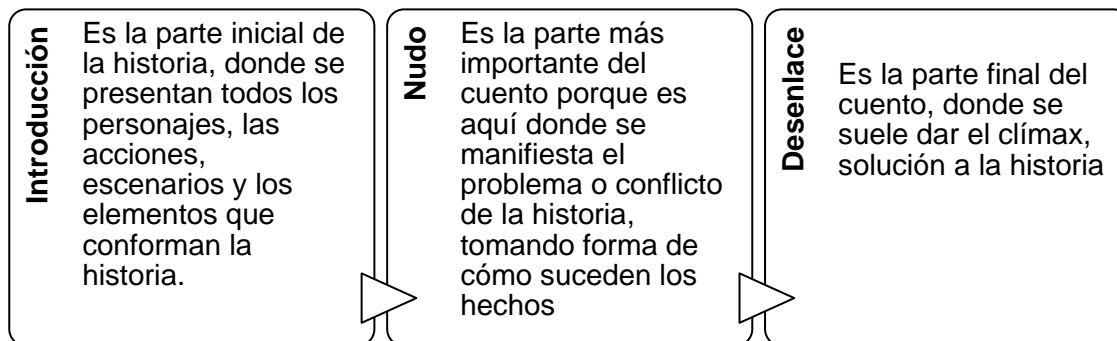 Introducción
Es la parte inicial de
la historia, donde se
presentan todos los
personajes, las
acciones,
escenarios y los
elementos que
conforman la
historia.
Nudo
Es la parte más
importante del
cuento porque es
aquí donde se
manifiesta el
problema o conflicto
de la historia,
tomando forma de
cómo suceden los
hechos
Desenlace
Es la parte final del
cuento, donde se
suele dar el clímax,
solución a la historia